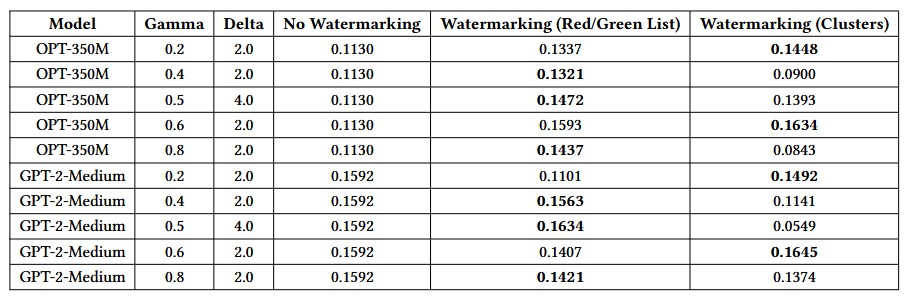 Model Gamma Delta No Watermarking Watermarking (Red/Green List) Watermarking (Clusters)
OPT-350M 0.2 2.0 0.1130 0.1337 0.1448
OPT-350M 0.4 2.0 0.1130 0.1321 0.0900
OPT-350M 0.5 4.0 0.1130 0.1472 0.1393
OPT-350M 0.6 2.0 0.1130 0.1593 0.1634
OPT-350M 0.8 2.0 0.1130 0.1437 0.0843
GPT-2-Medium 0.2 2.0 0.1592 0.1101 0.1492
GPT-2-Medium 0.4 2.0 0.1592 0.1563 0.1141
GPT-2-Medium 0.5 4.0 0.1592 0.1634 0.0549
GPT-2-Medium 0.6 2.0 0.1592 0.1407 0.1645
GPT-2-Medium 0.8 2.0 0.1592 0.1421 0.1374